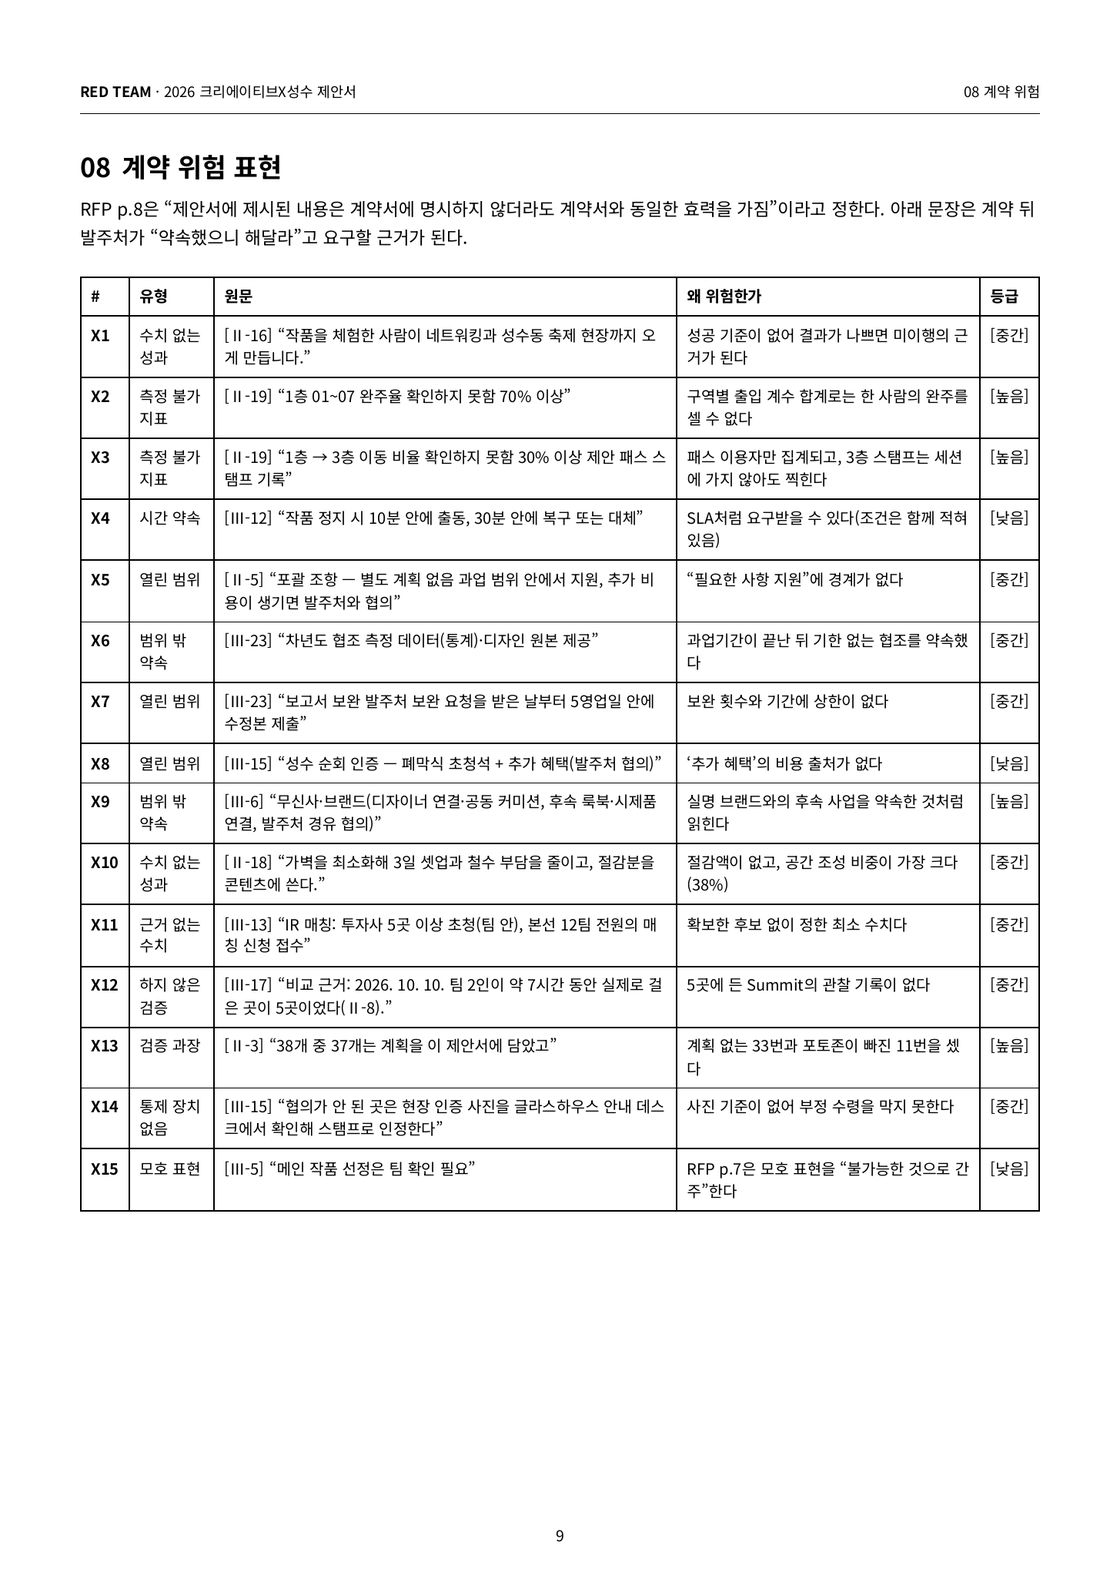 RED TEAM · 2026 크리에이티브X성수 제안서
08 계약 위험
08 계약 위험 표현
RFP p.8은 “제안서에 제시된 내용은 계약서에 명시하지 않더라도 계약서와 동일한 효력을 가짐”이라고 정한다. 아래 문장은 계약 뒤
발주처가 “약속했으니 해달라”고 요구할 근거가 된다.
# 유형 원문 왜 위험한가 등급
X1 수치 없는 [Ⅱ-16] “작품을 체험한 사람이 네트워킹과 성수동 축제 현장까지 오 성공 기준이 없어 결과가 나쁘면 미이행의 근 [중간]
성과 게 만듭니다.” 거가 된다
X2 측정 불가 [Ⅱ-19] “1층 01~07 완주율 확인하지 못함 70% 이상” 구역별 출입 계수 합계로는 한 사람의 완주를 [높음]
지표 셀 수 없다
X3 측정 불가 [Ⅱ-19] “1층 → 3층 이동 비율 확인하지 못함 30% 이상 제안 패스 스 패스 이용자만 집계되고, 3층 스탬프는 세션 [높음]
지표 탬프 기록” 에 가지 않아도 찍힌다
X4 시간 약속 [Ⅲ-12] “작품 정지 시 10분 안에 출동, 30분 안에 복구 또는 대체” SLA처럼 요구받을 수 있다(조건은 함께 적혀 [낮음]
있음)
X5 열린 범위 [Ⅱ-5] “포괄 조항 — 별도 계획 없음 과업 범위 안에서 지원, 추가 비 “필요한 사항 지원”에 경계가 없다 [중간]
용이 생기면 발주처와 협의”
X6 범위 밖 [Ⅲ-23] “차년도 협조 측정 데이터(통계)·디자인 원본 제공” 과업기간이 끝난 뒤 기한 없는 협조를 약속했 [중간]
약속 다
X7 열린 범위 [Ⅲ-23] “보고서 보완 발주처 보완 요청을 받은 날부터 5영업일 안에 보완 횟수와 기간에 상한이 없다 [중간]
수정본 제출”
X8 열린 범위 [Ⅲ-15] “성수 순회 인증 — 폐막식 초청석 + 추가 혜택(발주처 협의)” ‘추가 혜택’의 비용 출처가 없다 [낮음]
X9 범위 밖 [Ⅲ-6] “무신사·브랜드(디자이너 연결·공동 커미션, 후속 룩북·시제품 실명 브랜드와의 후속 사업을 약속한 것처럼 [높음]
약속 연결, 발주처 경유 협의)” 읽힌다
X10 수치 없는 [Ⅱ-18] “가벽을 최소화해 3일 셋업과 철수 부담을 줄이고, 절감분을 절감액이 없고, 공간 조성 비중이 가장 크다 [중간]
성과 콘텐츠에 쓴다.” (38%)
X11 근거 없는 [Ⅲ-13] “IR 매칭: 투자사 5곳 이상 초청(팀 안), 본선 12팀 전원의 매 확보한 후보 없이 정한 최소 수치다 [중간]
수치 칭 신청 접수”
X12 하지 않은 [Ⅲ-17] “비교 근거: 2026. 10. 10. 팀 2인이 약 7시간 동안 실제로 걸 5곳에 든 Summit의 관찰 기록이 없다 [중간]
검증 은 곳이 5곳이었다(Ⅱ-8).”
X13 검증 과장 [Ⅱ-3] “38개 중 37개는 계획을 이 제안서에 담았고” 계획 없는 33번과 포토존이 빠진 11번을 셌 [높음]
다
X14 통제 장치 [Ⅲ-15] “협의가 안 된 곳은 현장 인증 사진을 글라스하우스 안내 데스 사진 기준이 없어 부정 수령을 막지 못한다 [중간]
없음 크에서 확인해 스탬프로 인정한다”
X15 모호 표현 [Ⅲ-5] “메인 작품 선정은 팀 확인 필요” RFP p.7은 모호 표현을 “불가능한 것으로 간 [낮음]
주”한다
9